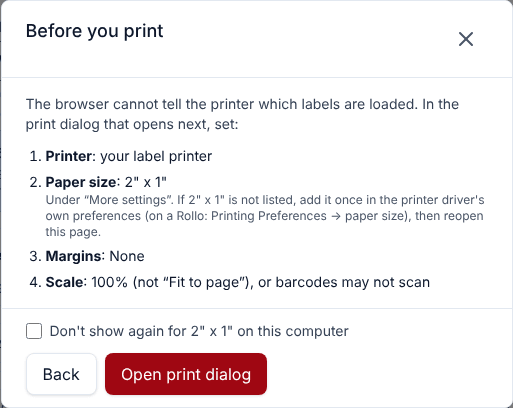 Before you print
The browser cannot tell the printer which labels are loaded. In the
print dialog that opens next, set:
1. Printer: your label printer
2. Paper size: 2" x 1"
Under “More settings”. If 2" x 1" is not listed, add it once in the printer driver's
own preferences (on a Rollo: Printing Preferences → paper size), then reopen
this page.
3. Margins: None
4. Scale: 100% (not “Fit to page”), or barcodes may not scan
Don't show again for 2" x 1" on this computer
Back
Open print dialog